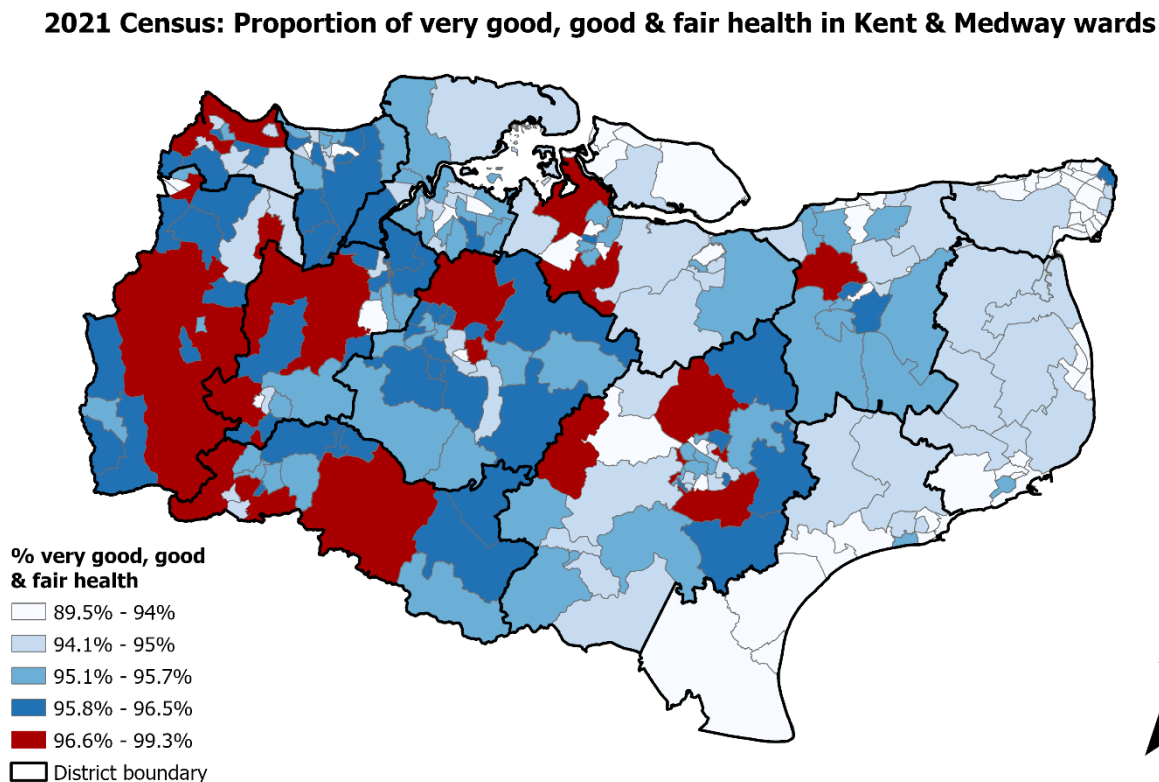 2021 Census: Proportion of very good, good & fair health in Kent & Medway wards
% very good, good
& fair health
89.5% - 94%
94.1% - 95%
95.1% - 95.7%
95.8% - 96.5%
96.6% - 99.3%
District boundary